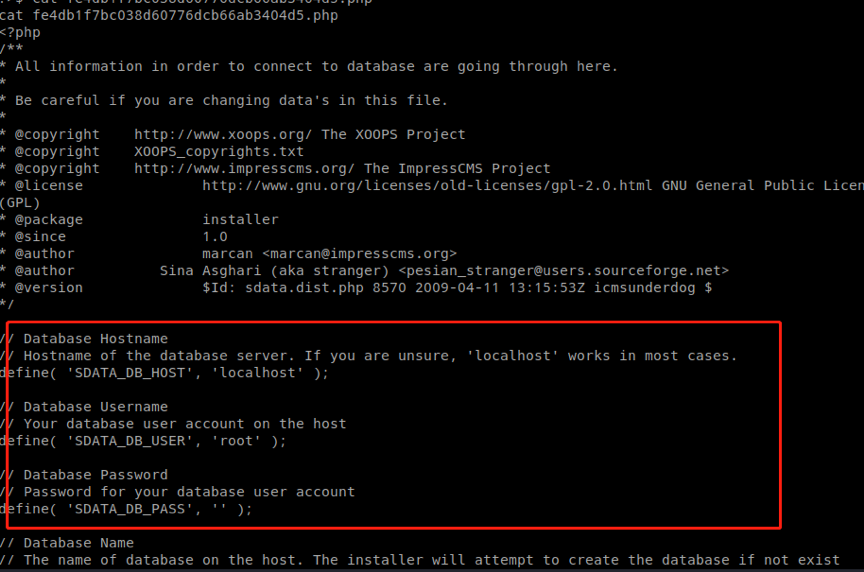 cat fe4db1f7bc038d60776dcb66ab3404d5.php
<?php
/**
* All information in order to connect to database are going through here.
*
* Be careful if you are changing data's in this file.
*
* @copyright    http://www.xoops.org/ The XOOPS Project
* @copyright    XOOPS_copyrights.txt
* @copyright    http://www.impresscms.org/ The ImpressCMS Project
* @license              http://www.gnu.org/licenses/old-licenses/gpl-2.0.html GNU General Public Licen
(GPL)
* @package              installer
* @since                1.0
* @author               marcan <marcan@impresscms.org>
* @author          Sina Asghari (aka stranger) <pesian_stranger@users.sourceforge.net>
* @version              $Id: sdata.dist.php 8570 2009-04-11 13:15:53Z icmsunderdog $
*/
// Database Hostname
// Hostname of the database server. If you are unsure, 'localhost' works in most cases.
define( 'SDATA_DB_HOST', 'localhost' );
// Database Username
// Your database user account on the host
define( 'SDATA_DB_USER', 'root' );
// Database Password
// Password for your database user account
define( 'SDATA_DB_PASS', '' );
// Database Name
// The name of database on the host. The installer will attempt to create the database if not exist